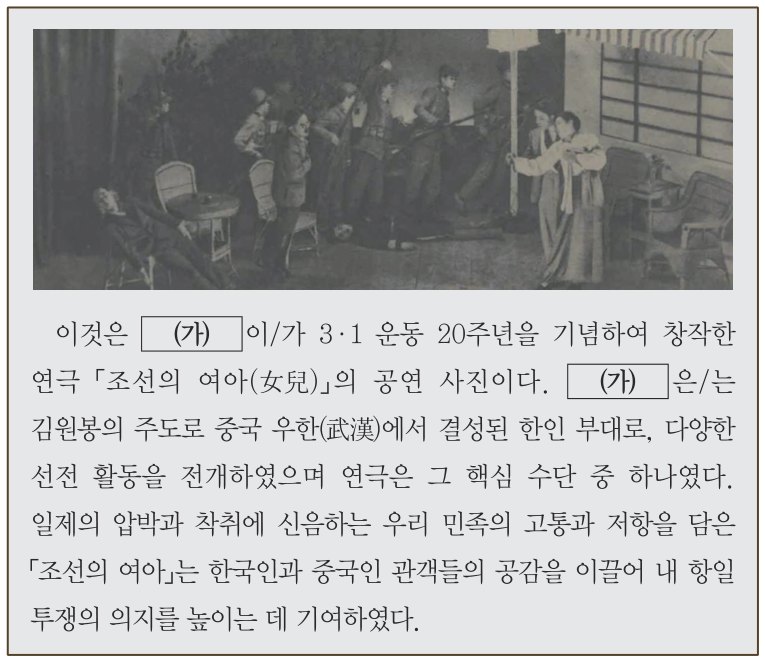 이것은 (가) 이/가 3·1 운동 20주년을 기념하여 창작한
연극 「조선의 여아(女兒)」의 공연 사진이다. (가) 은/는
김원봉의 주도로 중국 우한(武漢)에서 결성된 한인 부대로, 다양한
선전 활동을 전개하였으며 연극은 그 핵심 수단 중 하나였다.
일제의 압박과 착취에 신음하는 우리 민족의 고통과 저항을 담은
「조선의 여아」는 한국인과 중국인 관객들의 공감을 이끌어 내 항일
투쟁의 의지를 높이는 데 기여하였다.